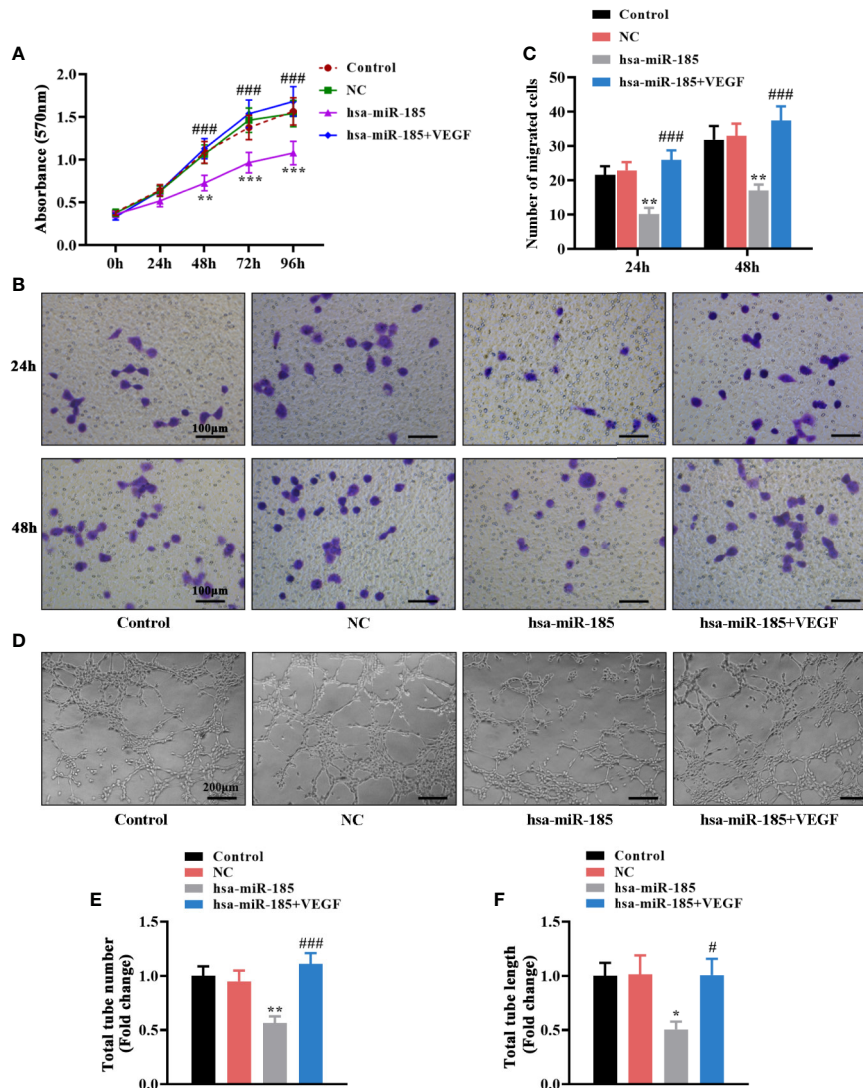 A
Control
NC
hsa-miR-185
hsa-miR-185+VEGF
Absorbance (570nm)
2.0
1.5
1.0
0.5
0.0
### ### ###
** *** ***
0h 24h 48h 72h 96h
C
Control
NC
hsa-miR-185
hsa-miR-185+VEGF
Number of migrated cells
50
40
30
20
10
0
### ###
** **
24h 48h
B
24h
100μm
48h
100μm
Control NC hsa-miR-185 hsa-miR-185+VEGF
D
200μm
Control NC hsa-miR-185 hsa-miR-185+VEGF
E
Control
NC
hsa-miR-185
hsa-miR-185+VEGF
Total tube number
(Fold change)
1.5
1.0
0.5
0.0
###
**
F
Control
NC
hsa-miR-185
hsa-miR-185+VEGF
Total tube length
(Fold change)
1.5
1.0
0.5
0.0
#
*